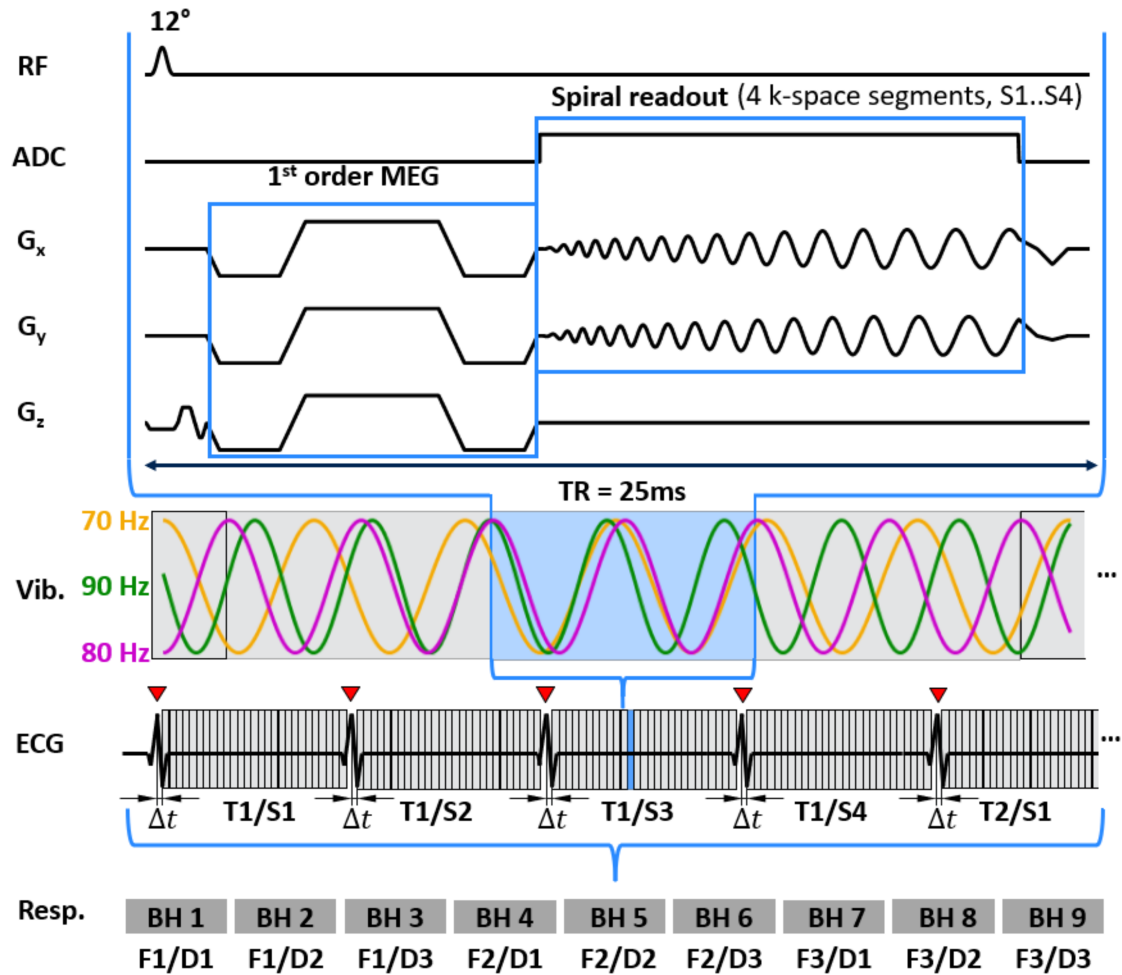 12°
RF
Spiral readout (4 k-space segments, S1..S4)
ADC
1st order MEG
Gx
Gy
Gz
TR = 25ms
70 Hz
Vib. 90 Hz ...
80 Hz
ECG ...
Δt T1/S1 Δt T1/S2 Δt T1/S3 Δt T1/S4 Δt T2/S1
Resp. BH 1 BH 2 BH 3 BH 4 BH 5 BH 6 BH 7 BH 8 BH 9
F1/D1 F1/D2 F1/D3 F2/D1 F2/D2 F2/D3 F3/D1 F3/D2 F3/D3